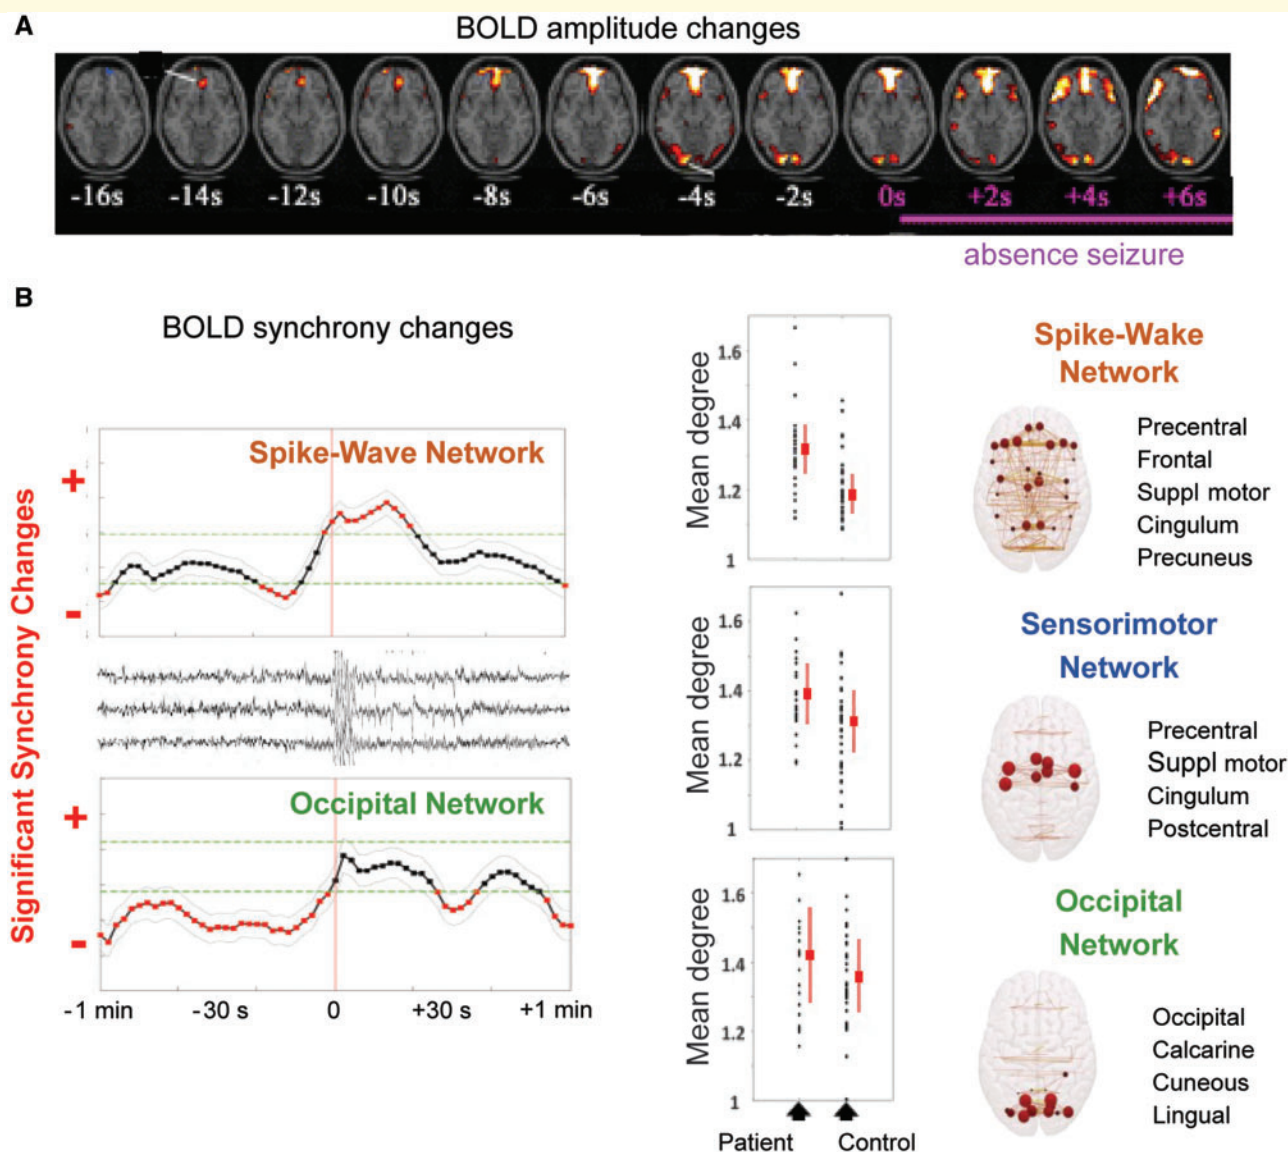 A
BOLD amplitude changes
-16s -14s -12s -10s -8s -6s -4s -2s 0s +2s +4s +6s
absence seizure
B
BOLD synchrony changes
Significant Synchrony Changes
+
-
Spike-Wave Network
+
-
Occipital Network
-1 min -30 s 0 +30 s +1 min
Mean degree
1.6
1.4
1.2
1
Spike-Wake
Network
Precentral
Frontal
Suppl motor
Cingulum
Precuneus
Mean degree
1.6
1.4
1.2
1
Sensorimotor
Network
Precentral
Suppl motor
Cingulum
Postcentral
Mean degree
1.6
1.4
1.2
1
Patient Control
Occipital
Network
Occipital
Calcarine
Cuneous
Lingual